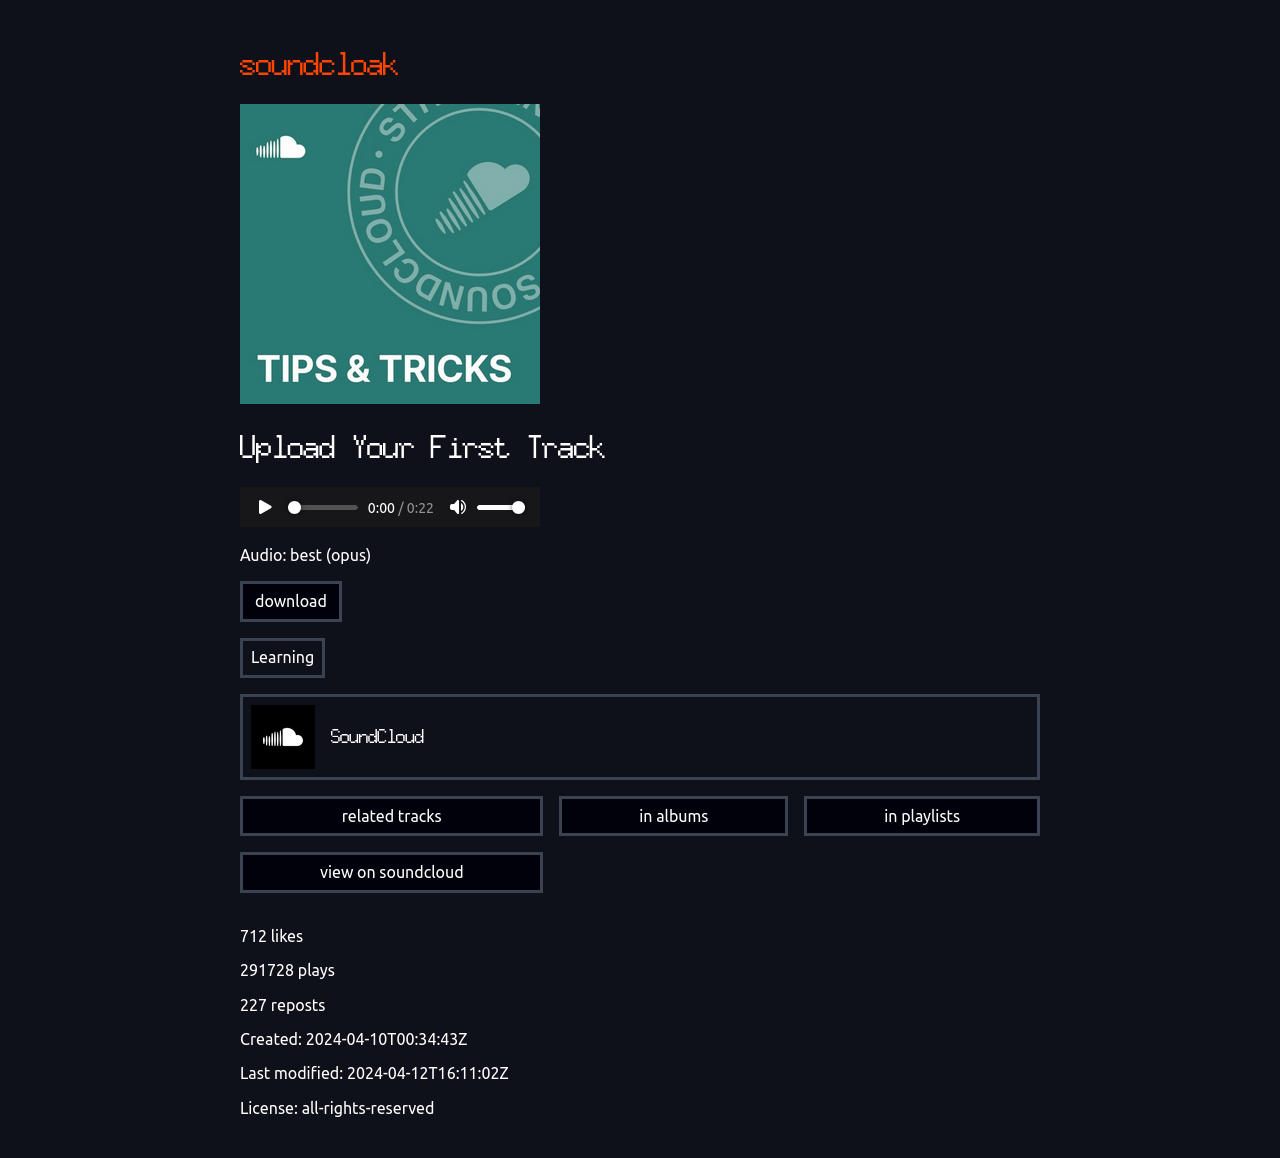 soundcloak
SOUNDCLOUD
TIPS & TRICKS
Upload Your First Track
0:00 / 0:22
Audio: best (opus)
download
Learning
SoundCloud
related tracks
in albums
in playlists
view on soundcloud
712 likes
291728 plays
227 reposts
Created: 2024-04-10T00:34:43Z
Last modified: 2024-04-12T16:11:02Z
License: all-rights-reserved